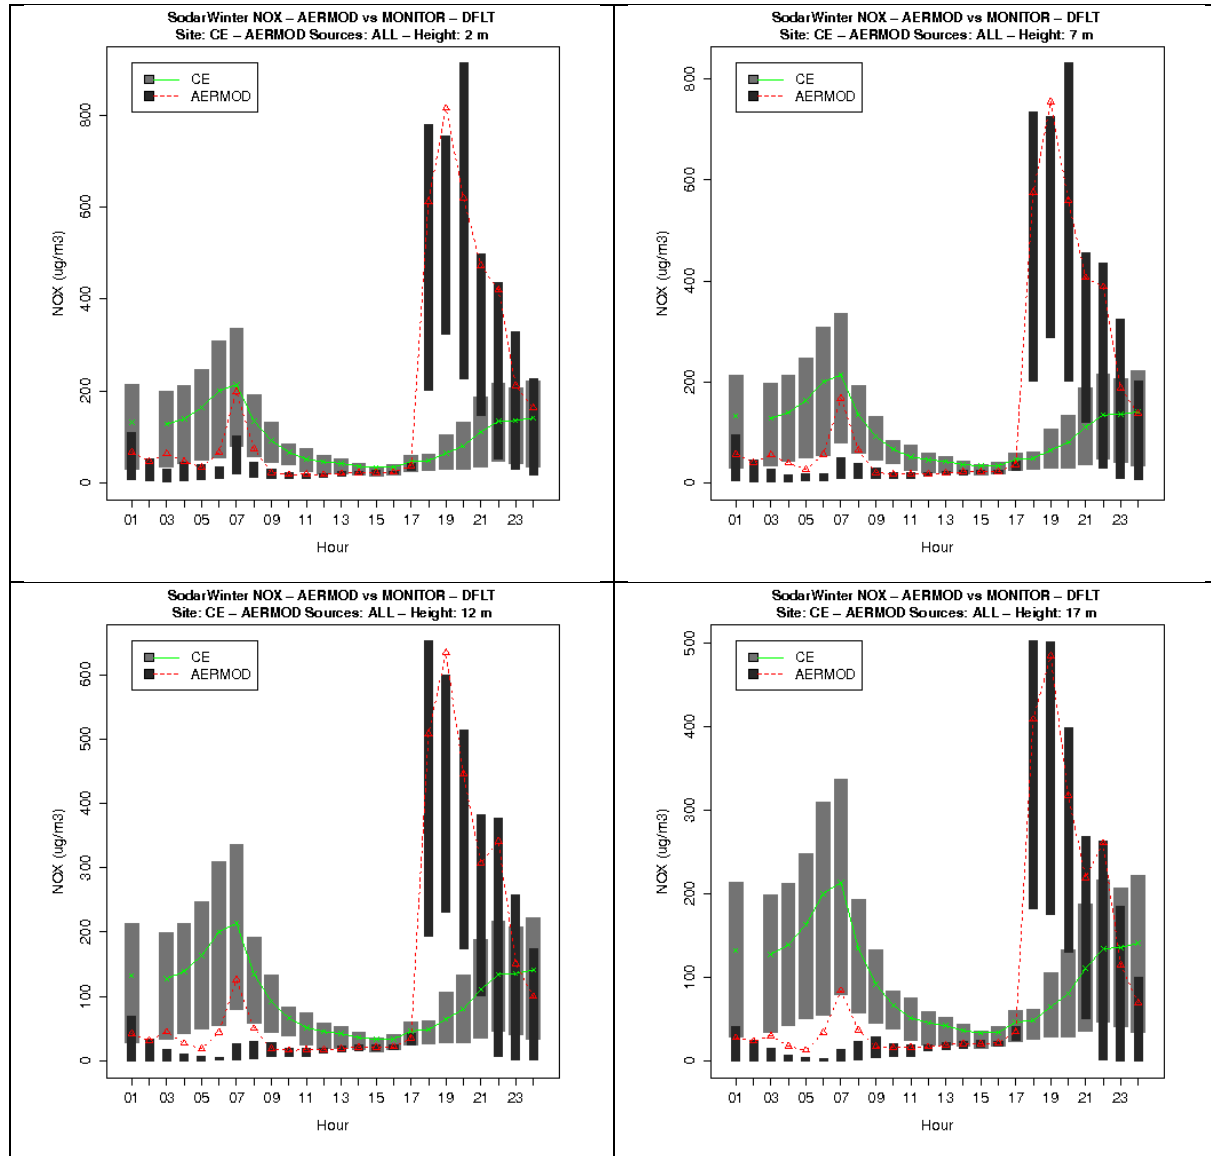 SodarWinter NOX – AERMOD vs MONITOR – DFLT
Site: CE – AERMOD Sources: ALL – Height: 2 m
CE
AERMOD
NOX (ug/m3)
0 200 400 600 800
01 03 05 07 09 11 13 15 17 19 21 23
Hour
SodarWinter NOX – AERMOD vs MONITOR – DFLT
Site: CE – AERMOD Sources: ALL – Height: 7 m
CE
AERMOD
NOX (ug/m3)
0 200 400 600 800
01 03 05 07 09 11 13 15 17 19 21 23
Hour
SodarWinter NOX – AERMOD vs MONITOR – DFLT
Site: CE – AERMOD Sources: ALL – Height: 12 m
CE
AERMOD
NOX (ug/m3)
0 100 200 300 400 500 600
01 03 05 07 09 11 13 15 17 19 21 23
Hour
SodarWinter NOX – AERMOD vs MONITOR – DFLT
Site: CE – AERMOD Sources: ALL – Height: 17 m
CE
AERMOD
NOX (ug/m3)
0 100 200 300 400 500
01 03 05 07 09 11 13 15 17 19 21 23
Hour